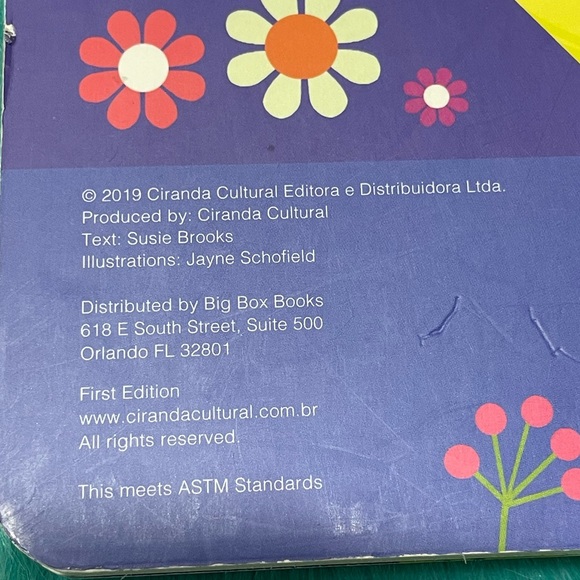 © 2019 Ciranda Cultural Editora e Distribuidora Ltda.
Produced by: Ciranda Cultural
Text: Susie Brooks
Illustrations: Jayne Schofield
Distributed by Big Box Books
618 E South Street, Suite 500
Orlando FL 32801
First Edition
www.cirandacultural.com.br
All rights reserved.
This meets ASTM Standards